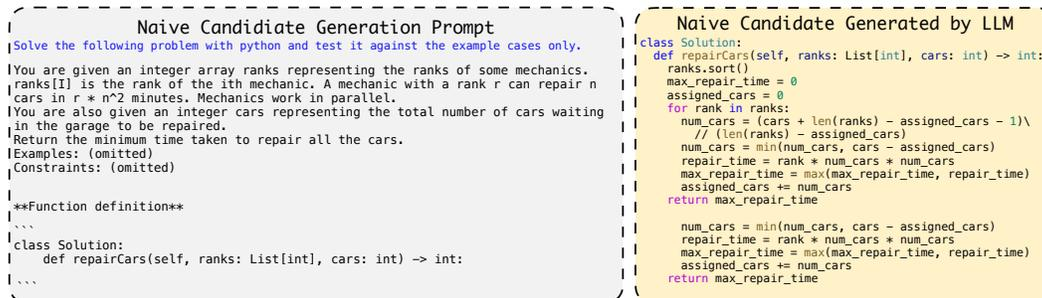 Naive Candidiate Generation Prompt
Solve the following problem with python and test it against the example cases only.
You are given an integer array ranks representing the ranks of some mechanics.
ranks[I] is the rank of the ith mechanic. A mechanic with a rank r can repair n
cars in r * n^2 minutes. Mechanics work in parallel.
You are also given an integer cars representing the total number of cars waiting
in the garage to be repaired.
Return the minimum time taken to repair all the cars.
Examples: (omitted)
Constraints: (omitted)
**Function definition**
```
class Solution:
    def repairCars(self, ranks: List[int], cars: int) -> int:
```
Naive Candidate Generated by LLM
class Solution:
  def repairCars(self, ranks: List[int], cars: int) -> int:
    ranks.sort()
    max_repair_time = 0
    assigned_cars = 0
    for rank in ranks:
      num_cars = (cars + len(ranks) - assigned_cars - 1)\
        // (len(ranks) - assigned_cars)
      num_cars = min(num_cars, cars - assigned_cars)
      repair_time = rank * num_cars * num_cars
      max_repair_time = max(max_repair_time, repair_time)
      assigned_cars += num_cars
    return max_repair_time
      num_cars = min(num_cars, cars - assigned_cars)
      repair_time = rank * num_cars * num_cars
      max_repair_time = max(max_repair_time, repair_time)
      assigned_cars += num_cars
    return max_repair_time